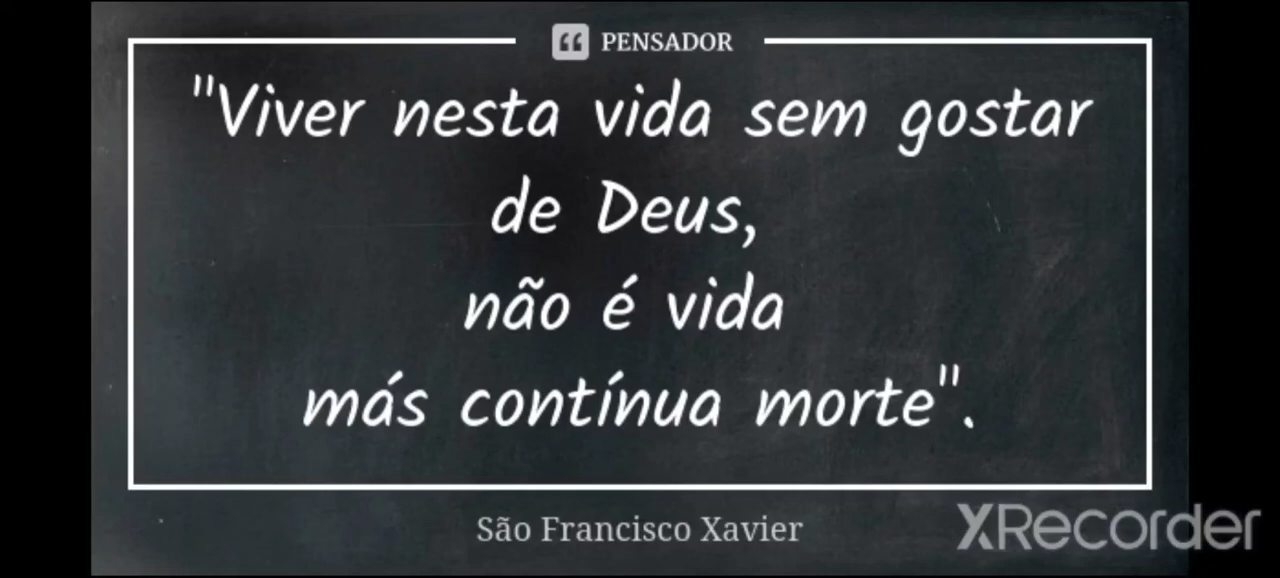 PENSADOR
"Viver nesta vida sem gostar
de Deus,
não é vida
más contínua morte".
São Francisco Xavier
XRecorder